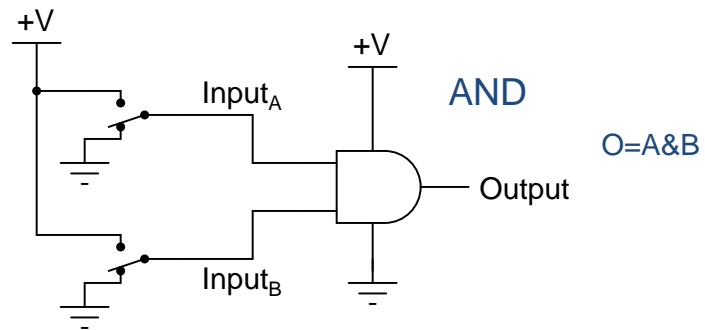 +V
+V
Input_A
AND
O=A&B
Output
Input_B